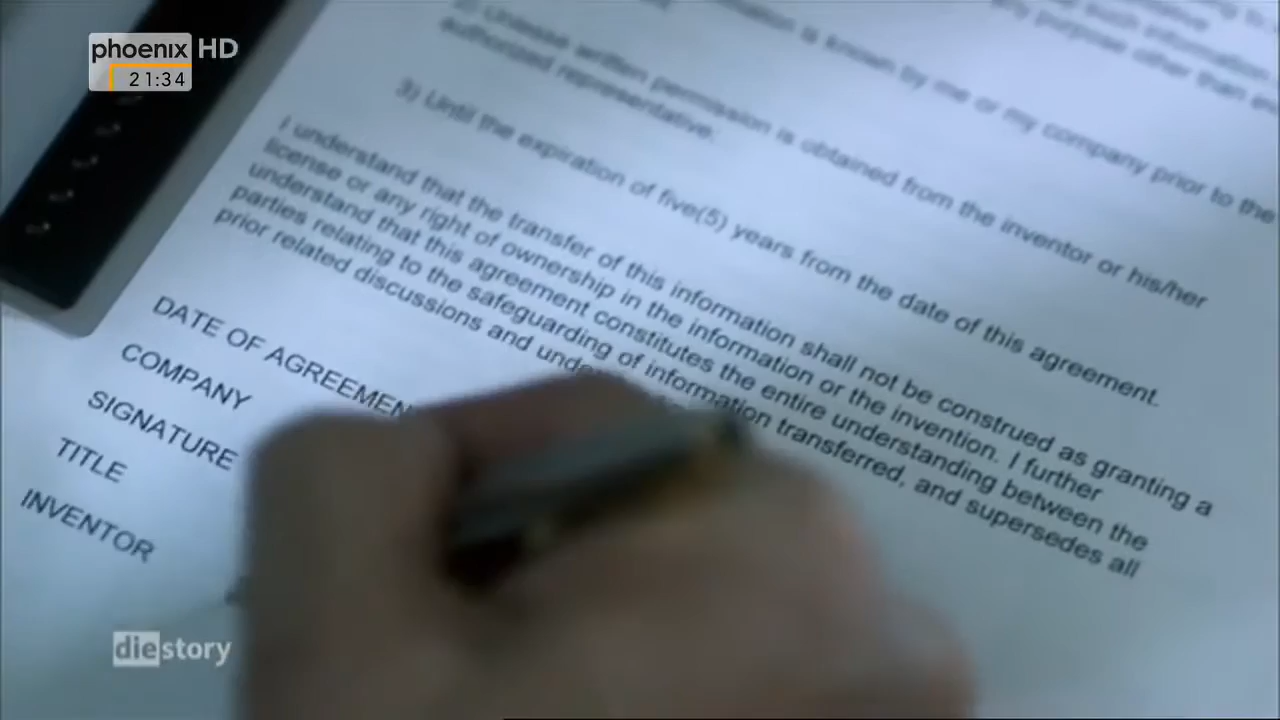 phoenix HD
21:34
is known by me or my company prior to the
written permission is obtained from the inventor or his/her
authorized representative.
3) Until the expiration of five(5) years from the date of this agreement.
I understand that the transfer of this information shall not be construed as granting a
license or any right of ownership in the information or the invention. I further
understand that this agreement constitutes the entire understanding between the
parties relating to the safeguarding of information transferred, and supersedes all
prior related discussions and
DATE OF AGREEMEN
COMPANY
SIGNATURE
TITLE
INVENTOR
diestory